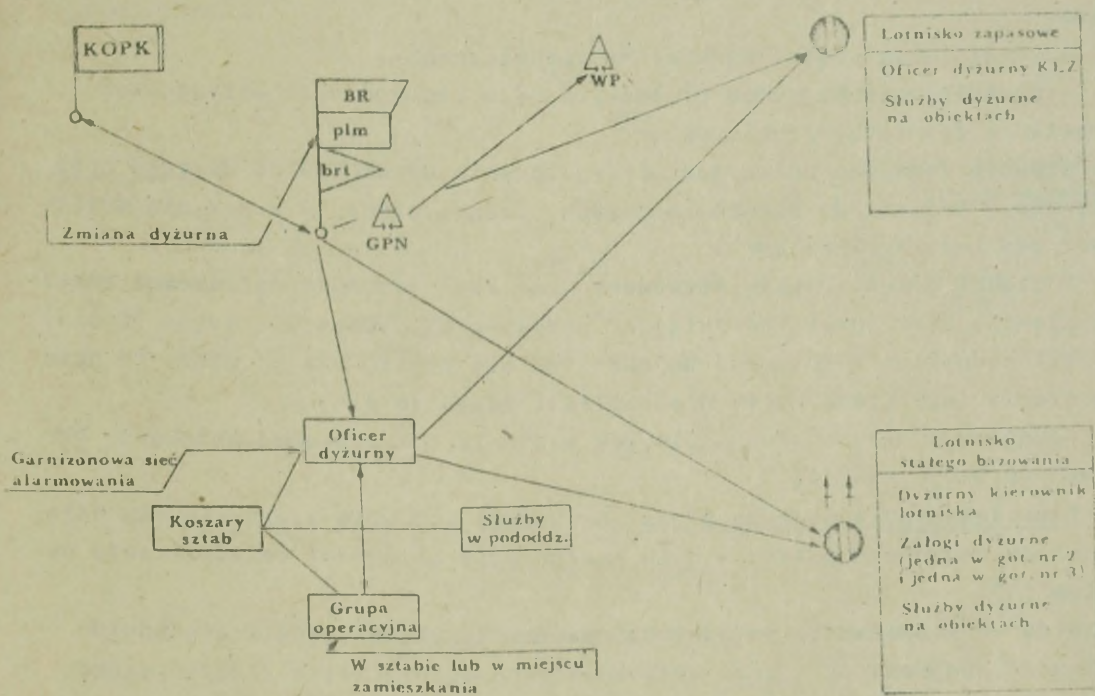 KOPK
BR
plm
brt
WP
GPN
Zmiana dyżurna
Lotnisko zapasowe
Oficer dyżurny KLZ
Służby dyżurne
na obiektach
Oficer
dyżurny
Garnizonowa sieć
alarmowania
Koszary
sztab
Służby
w pododdz.
Grupa
operacyjna
W sztabie lub w miejscu
zamieszkania
Lotnisko
stałego bazowania
Dyżurny kierownik
lotniska
Załogi dyżurne
(jedna w got. nr 2
i jedna w got. nr 3)
Służby dyżurne
na obiektach